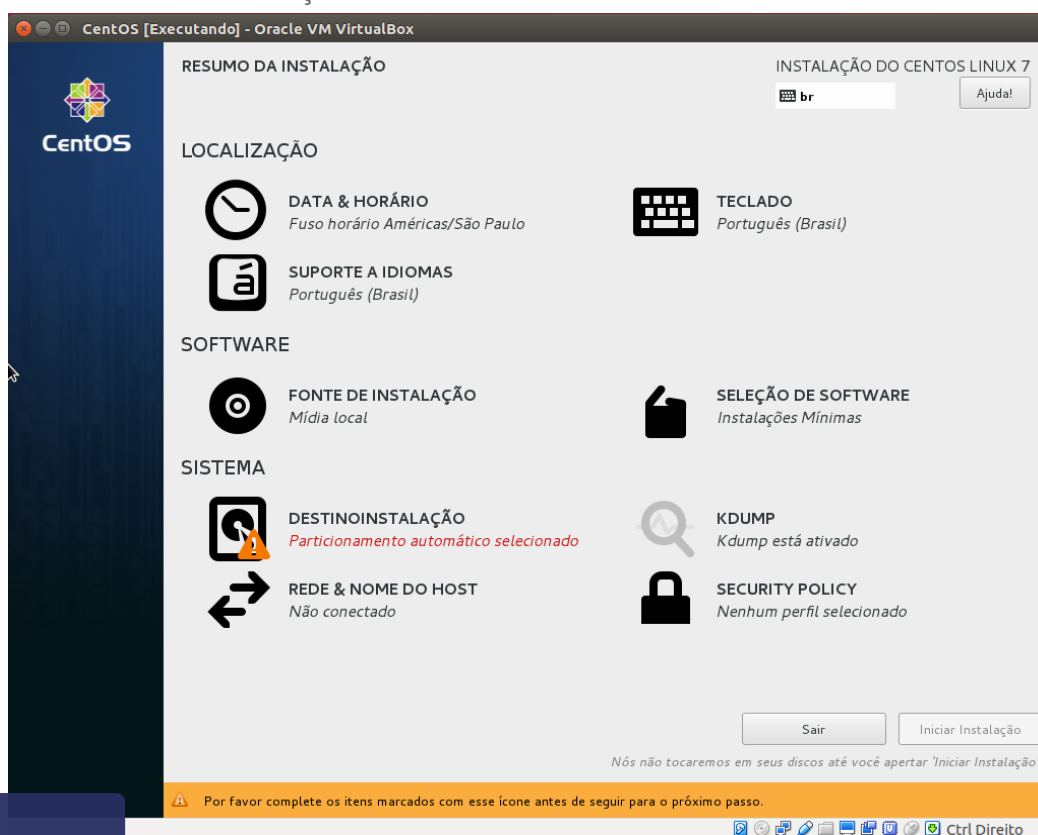 CentOS [Executando] - Oracle VM VirtualBox
RESUMO DA INSTALAÇÃO
INSTALAÇÃO DO CENTOS LINUX 7
br
Ajuda!
CentOS
LOCALIZAÇÃO
DATA & HORÁRIO
Fuso horário Américas/São Paulo
TECLADO
Português (Brasil)
á
SUPORTE A IDIOMAS
Português (Brasil)
SOFTWARE
FONTE DE INSTALAÇÃO
Mídia local
SELEÇÃO DE SOFTWARE
Instalações Mínimas
SISTEMA
DESTINOINSTALAÇÃO
Particionamento automático selecionado
KDUMP
Kdump está ativado
REDE & NOME DO HOST
Não conectado
SECURITY POLICY
Nenhum perfil selecionado
Sair
Iniciar Instalação
Nós não tocaremos em seus discos até você apertar 'Iniciar Instalação
Por favor complete os itens marcados com esse ícone antes de seguir para o próximo passo.
Ctrl Direito